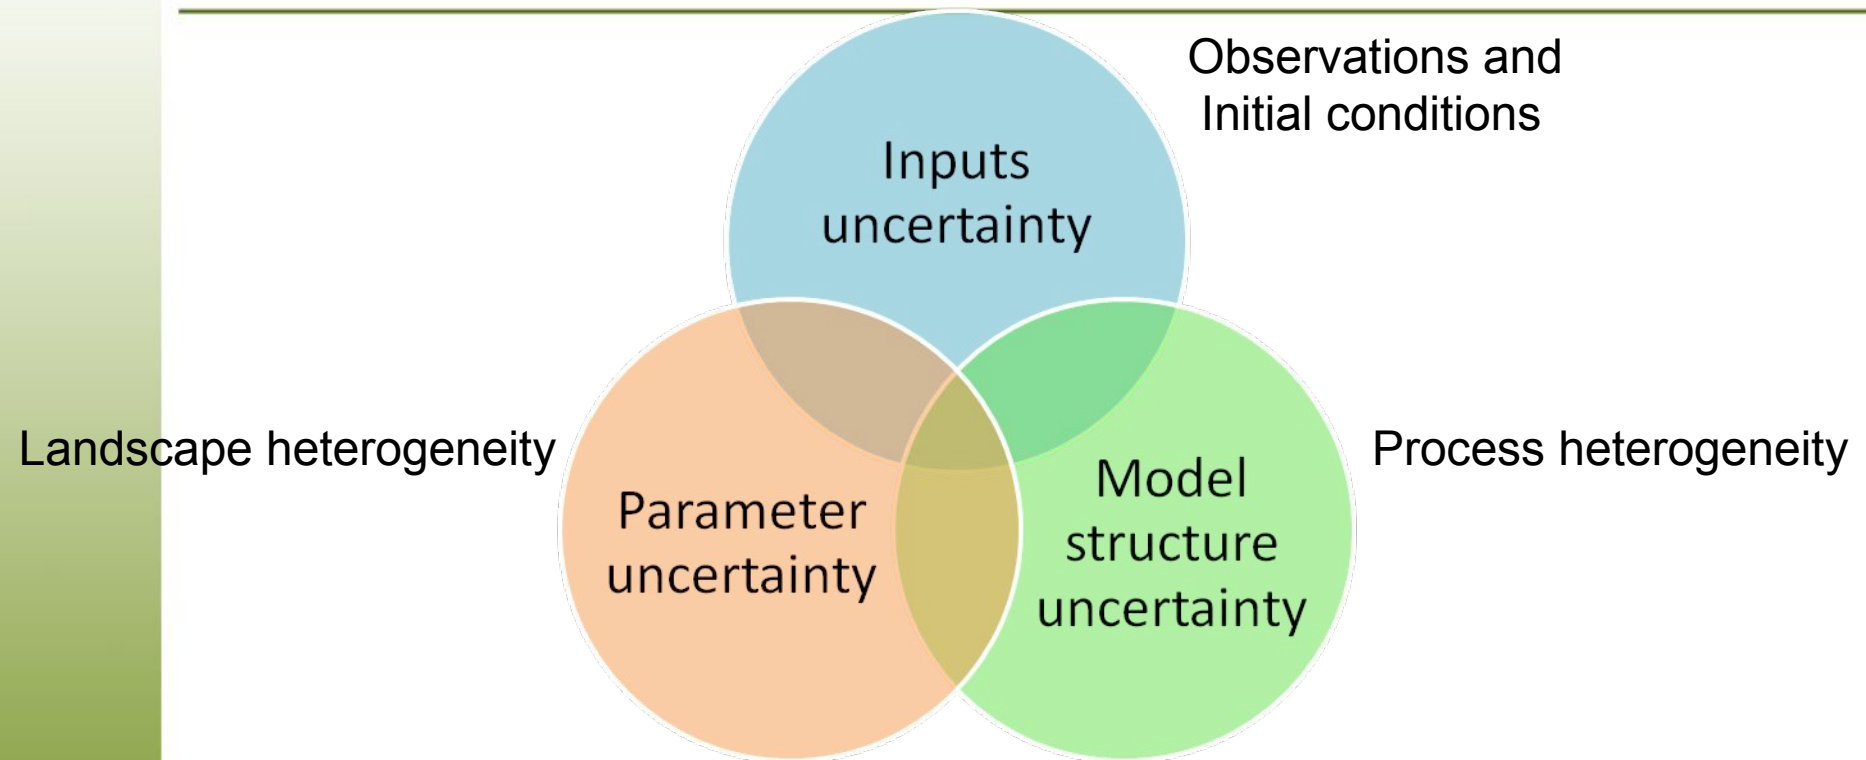 Observations and
Initial conditions
Inputs
uncertainty
Landscape heterogeneity
Process heterogeneity
Parameter
uncertainty
Model
structure
uncertainty